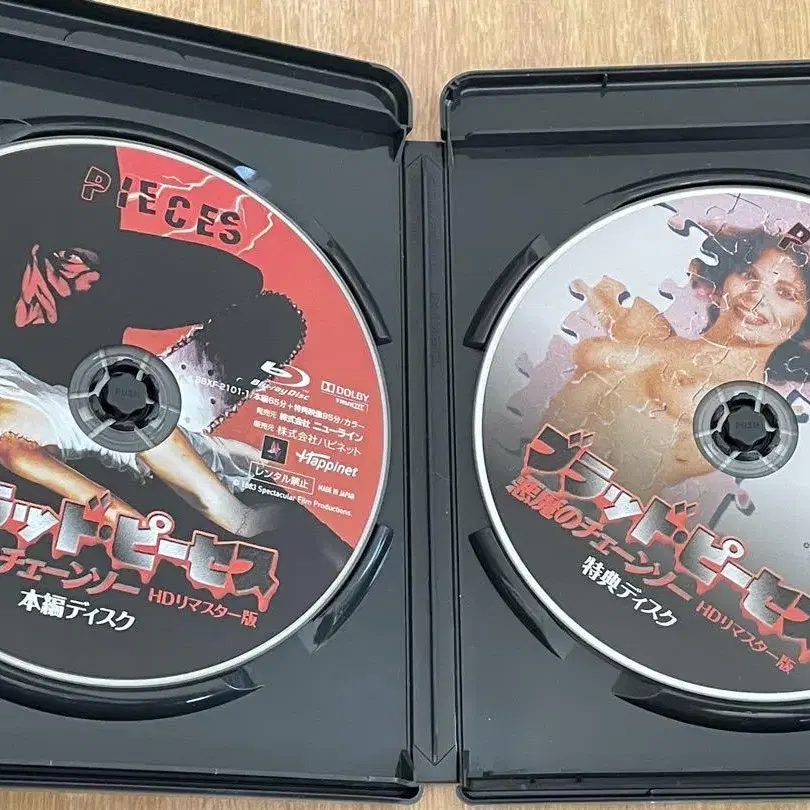 PIECES
Blu-ray Disc
DOLBY
BBXF-2101-1/本編85分+特典映像95分/カラー
発売元 株式会社 ニューライン
販売元 株式会社ハピネット
Happinet
レンタル禁止
MADE IN JAPAN
©1983 Spectacular Film Productions.
ラッド・ピーセス
チェーンソー HDリマスター版
本編ディスク
PUSH
P
PUSH
ブラッド・ピーセス
悪魔のチェーンソー HDリマスター版
特典ディスク